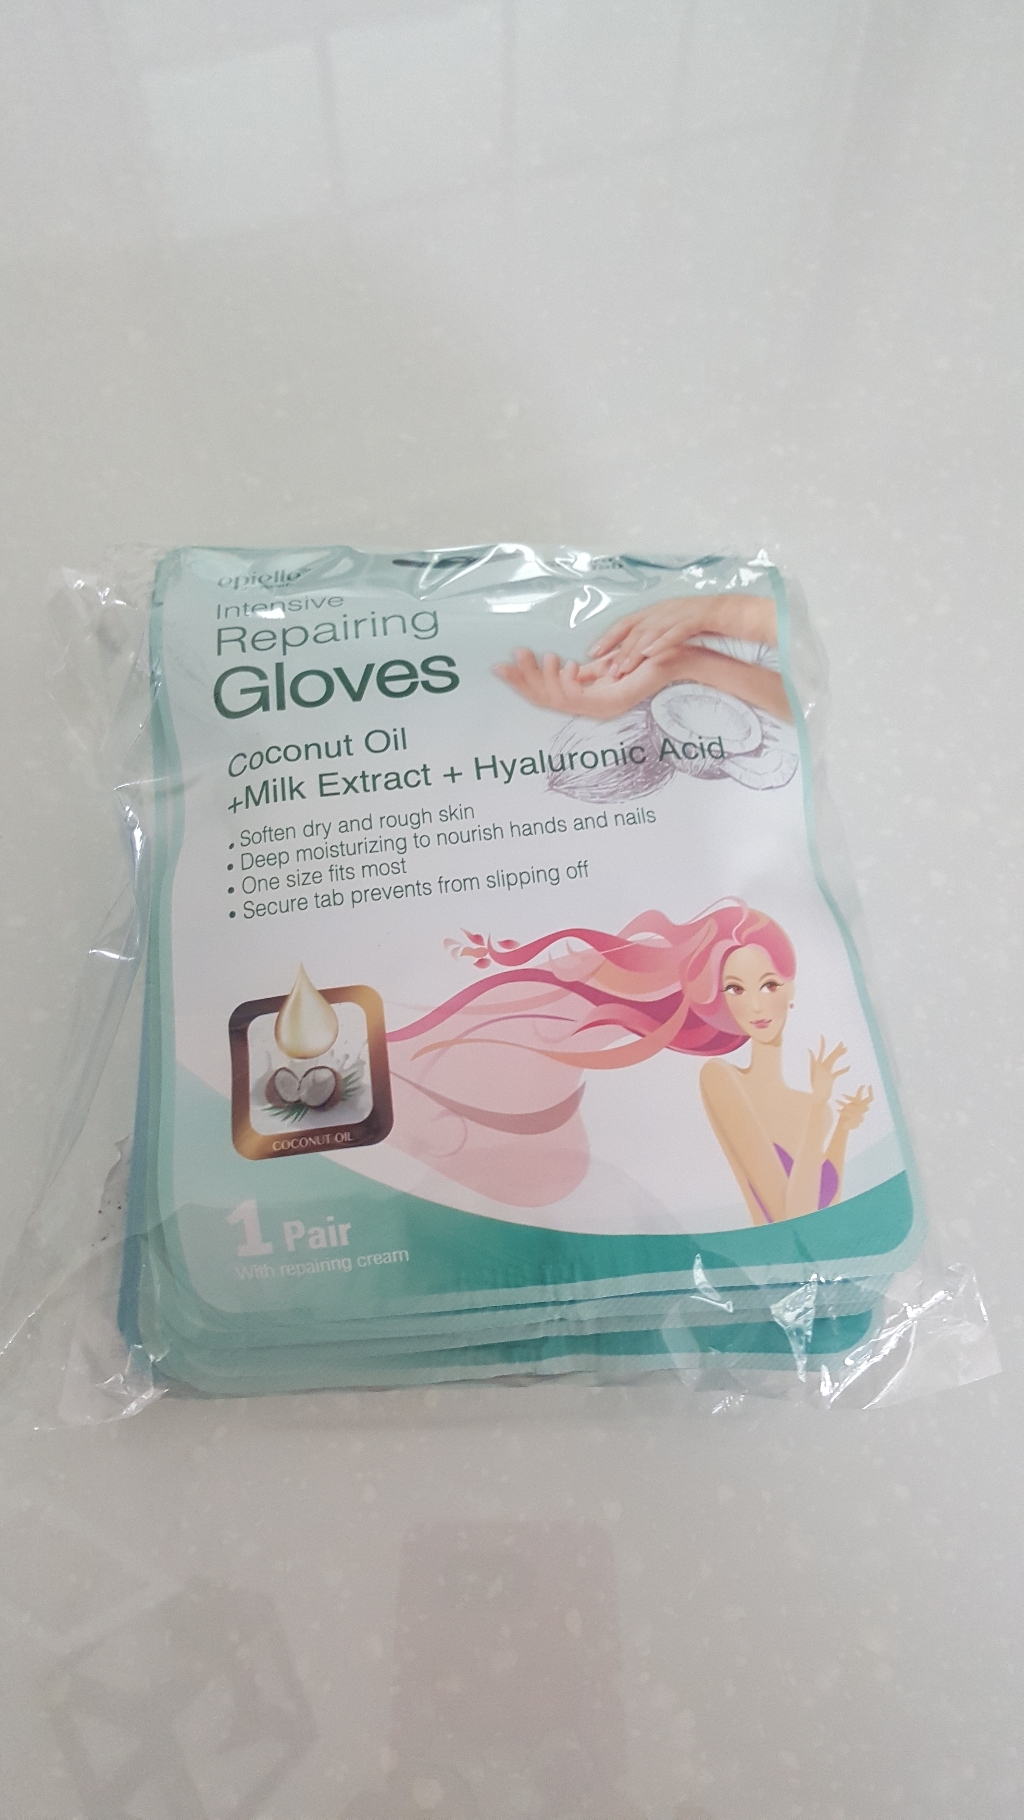 epiello
Intensive
Repairing
Gloves
Coconut Oil
+Milk Extract + Hyaluronic Acid
• Soften dry and rough skin
• Deep moisturizing to nourish hands and nails
• One size fits most
• Secure tab prevents from slipping off
COCONUT OIL
1 Pair
With repairing cream